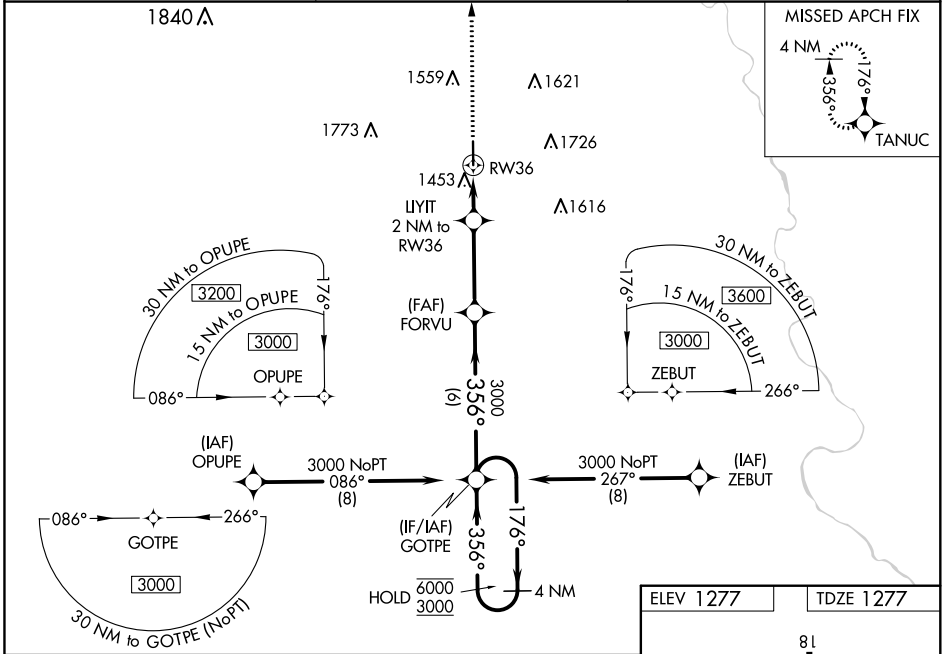 1840
MISSED APCH FIX
4 NM
356°
176°
TANUC
1559
1621
1773
1726
RW36
1453
LIYIT
2 NM to
RW36
1616
30 NM to OPUPE
3200
176°
15 NM to OPUPE
3000
OPUPE
086°
(FAF)
FORVU
30 NM to ZEBUT
176°
3600
15 NM to ZEBUT
3000
ZEBUT
266°
3000
356°
(6)
(IAF)
OPUPE
3000 NoPT
086°
(8)
3000 NoPT
267°
(8)
(IAF)
ZEBUT
(IF/IAF)
GOTPE
086°
266°
GOTPE
3000
30 NM to GOTPE (NoPT)
356°
176°
HOLD
6000
3000
4 NM
ELEV 1277
TDZE 1277
18